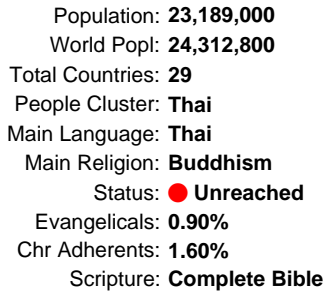 Population: 23,189,000
World Popl: 24,312,800
Total Countries: 29
People Cluster: Thai
Main Language: Thai
Main Religion: Buddhism
Status: Unreached
Evangelicals: 0.90%
Chr Adherents: 1.60%
Scripture: Complete Bible